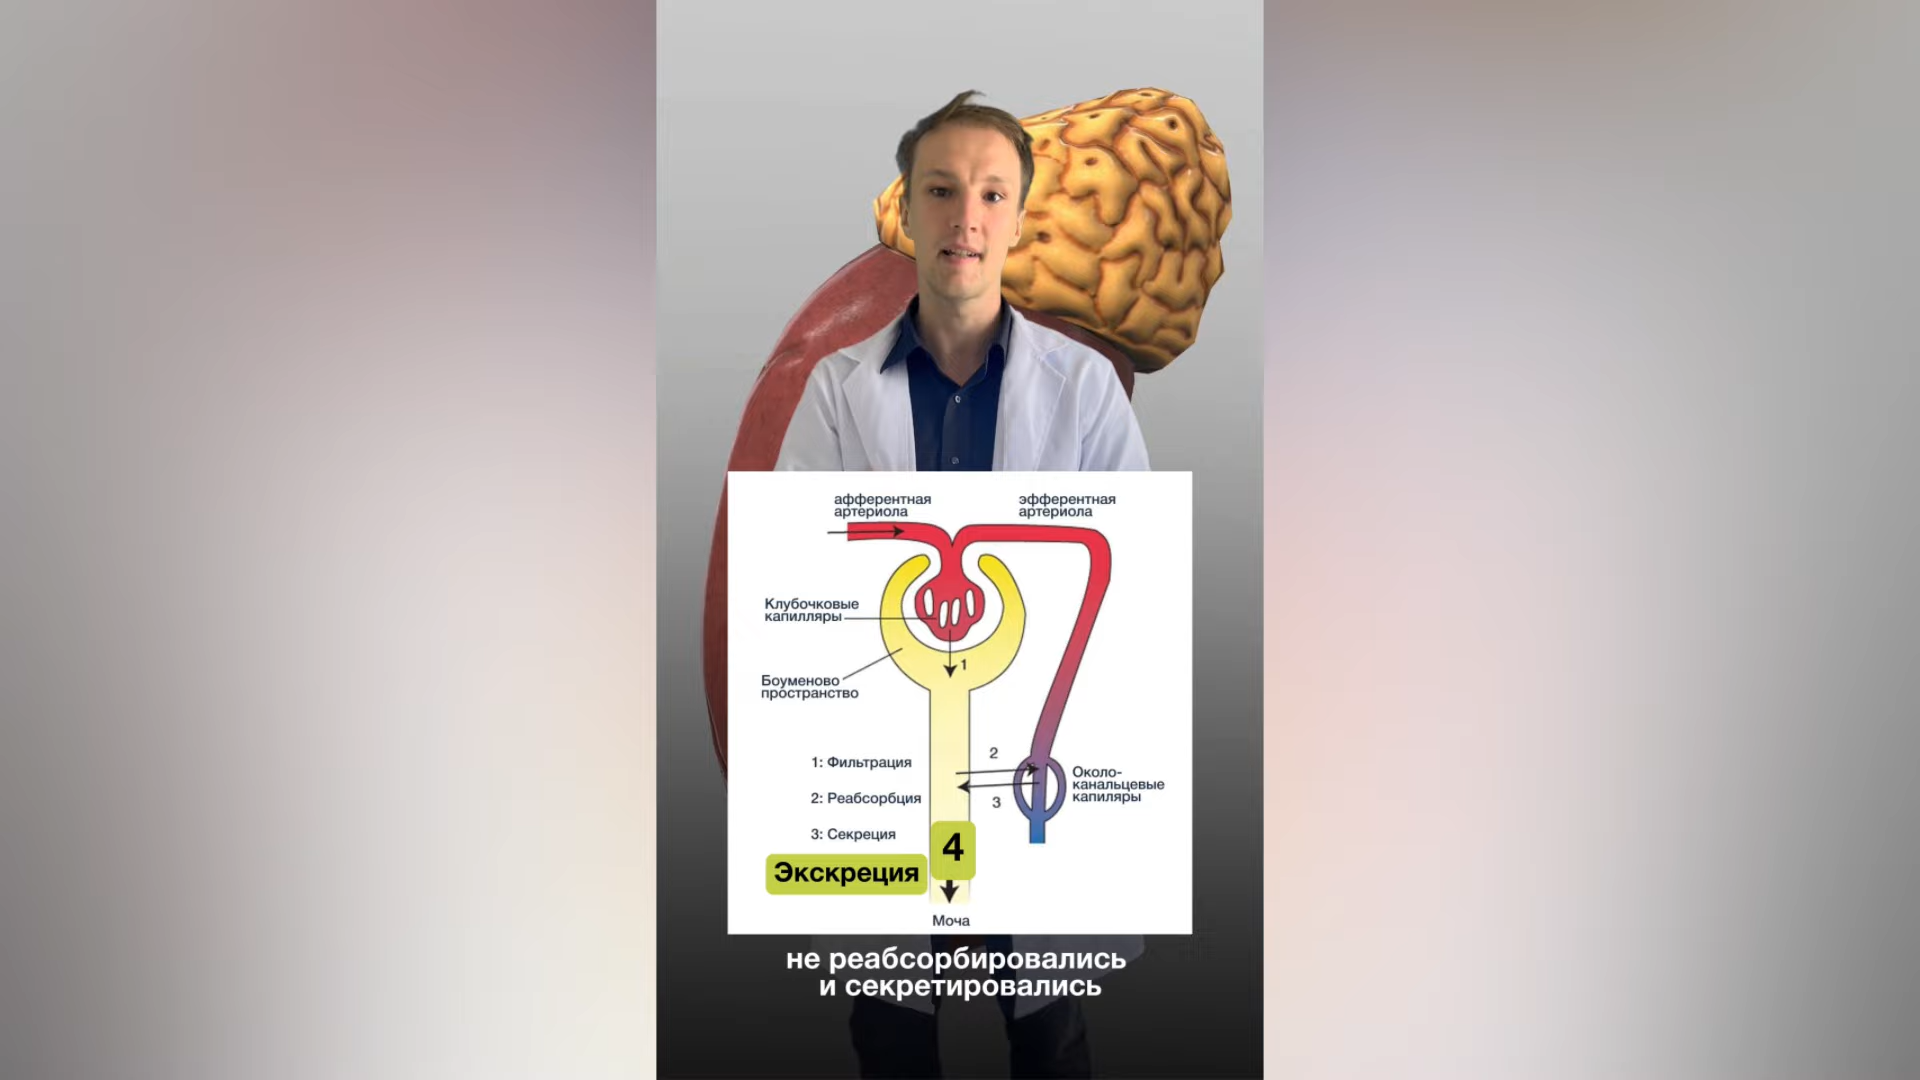 афферентная
артериола
эфферентная
артериола
Клубочковые
капилляры
1
Боуменово
пространство
2
1: Фильтрация
Около-
канальцевые
капиляры
2: Реабсорбция
3
3: Секреция
4
Экскреция
Моча
не реабсорбировались
и секретировались